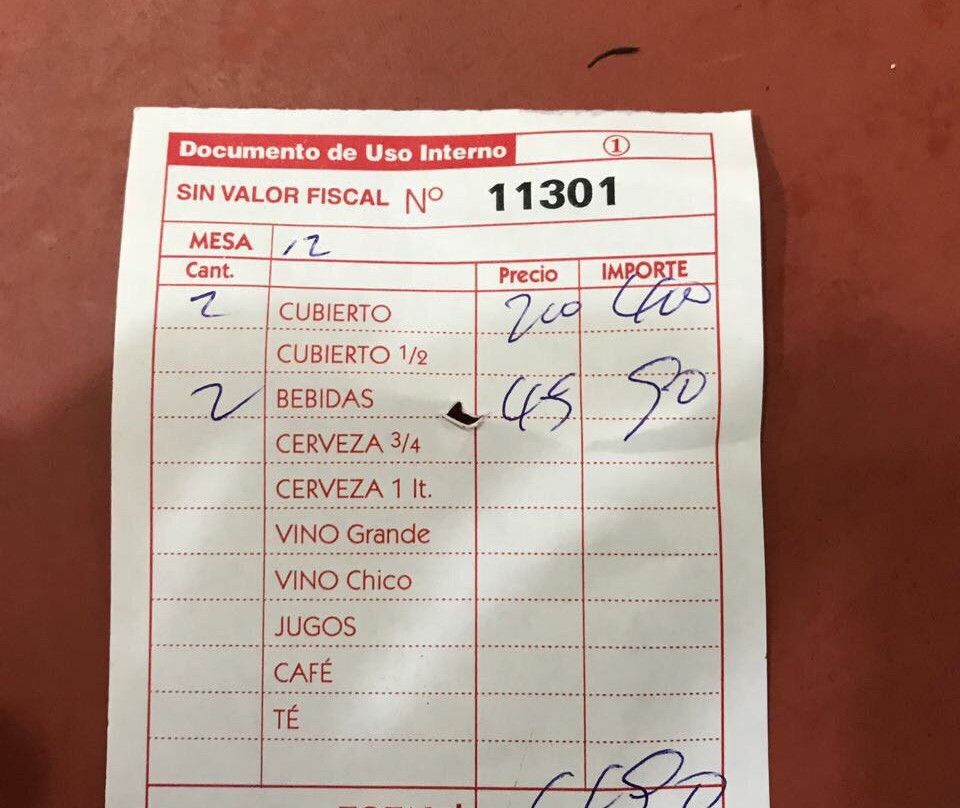 Documento de Uso Interno ①
SIN VALOR FISCAL Nº 11301
MESA 12
Cant. Precio IMPORTE
2 CUBIERTO 200 400
CUBIERTO 1/2
2 BEBIDAS 45 90
CERVEZA 3/4
CERVEZA 1 lt.
VINO Grande
VINO Chico
JUGOS
CAFÉ
TÉ